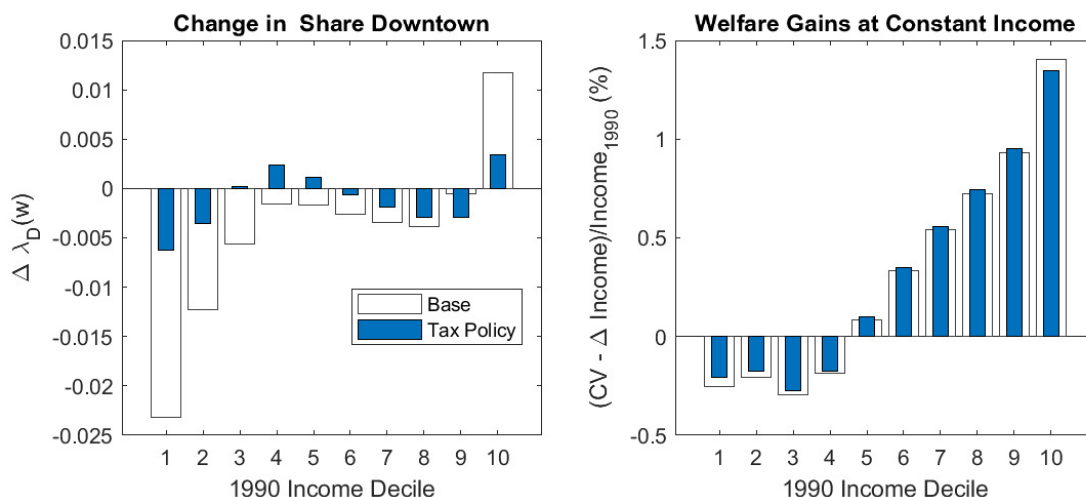 Change in Share Downtown
0.015
0.01
0.005
0
-0.005
-0.01
-0.015
-0.02
-0.025
Δ λD(w)
Base
Tax Policy
1 2 3 4 5 6 7 8 9 10
1990 Income Decile
Welfare Gains at Constant Income
1.5
1
0.5
0
-0.5
(CV - Δ Income)/Income1990 (%)
1 2 3 4 5 6 7 8 9 10
1990 Income Decile